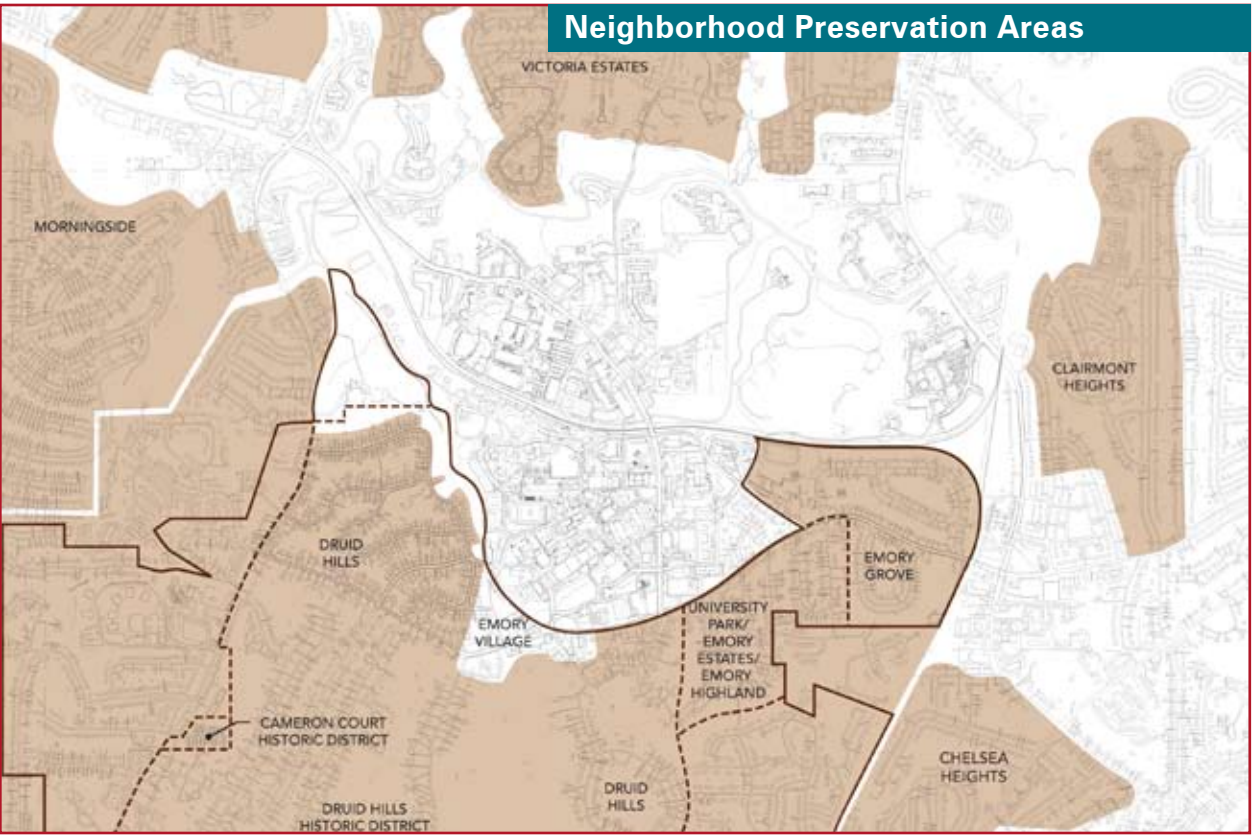 Neighborhood Preservation Areas
VICTORIA ESTATES
MORNINGSIDE
CLAIRMONT
HEIGHTS
DRUID
HILLS
EMORY
GROVE
EMORY
VILLAGE
UNIVERSITY
PARK/
EMORY
ESTATES/
EMORY
HIGHLAND
CAMERON COURT
HISTORIC DISTRICT
CHELSEA
HEIGHTS
DRUID
HILLS
DRUID HILLS
HISTORIC DISTRICT